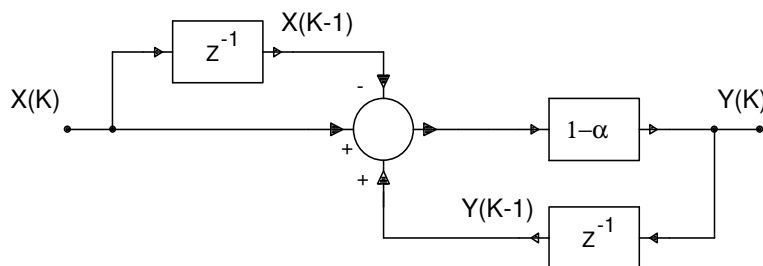 X(K-1)
Z^-1
-
X(K)
Y(K)
+
1–α
+
Y(K-1)
Z^-1